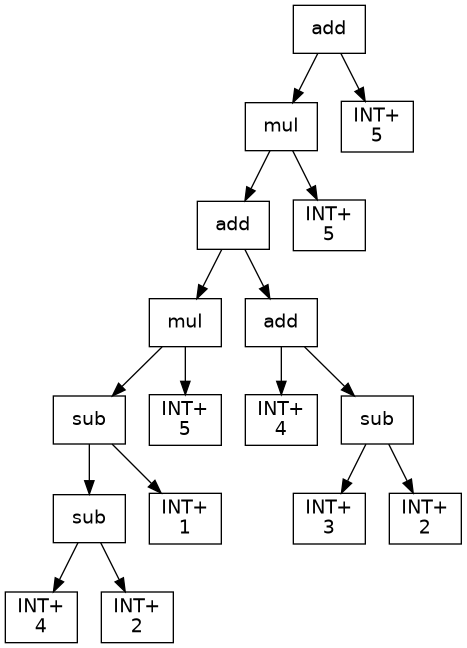 add
mul
INT+
5
add
INT+
5
mul
add
sub
INT+
5
INT+
4
sub
sub
INT+
1
INT+
3
INT+
2
INT+
4
INT+
2